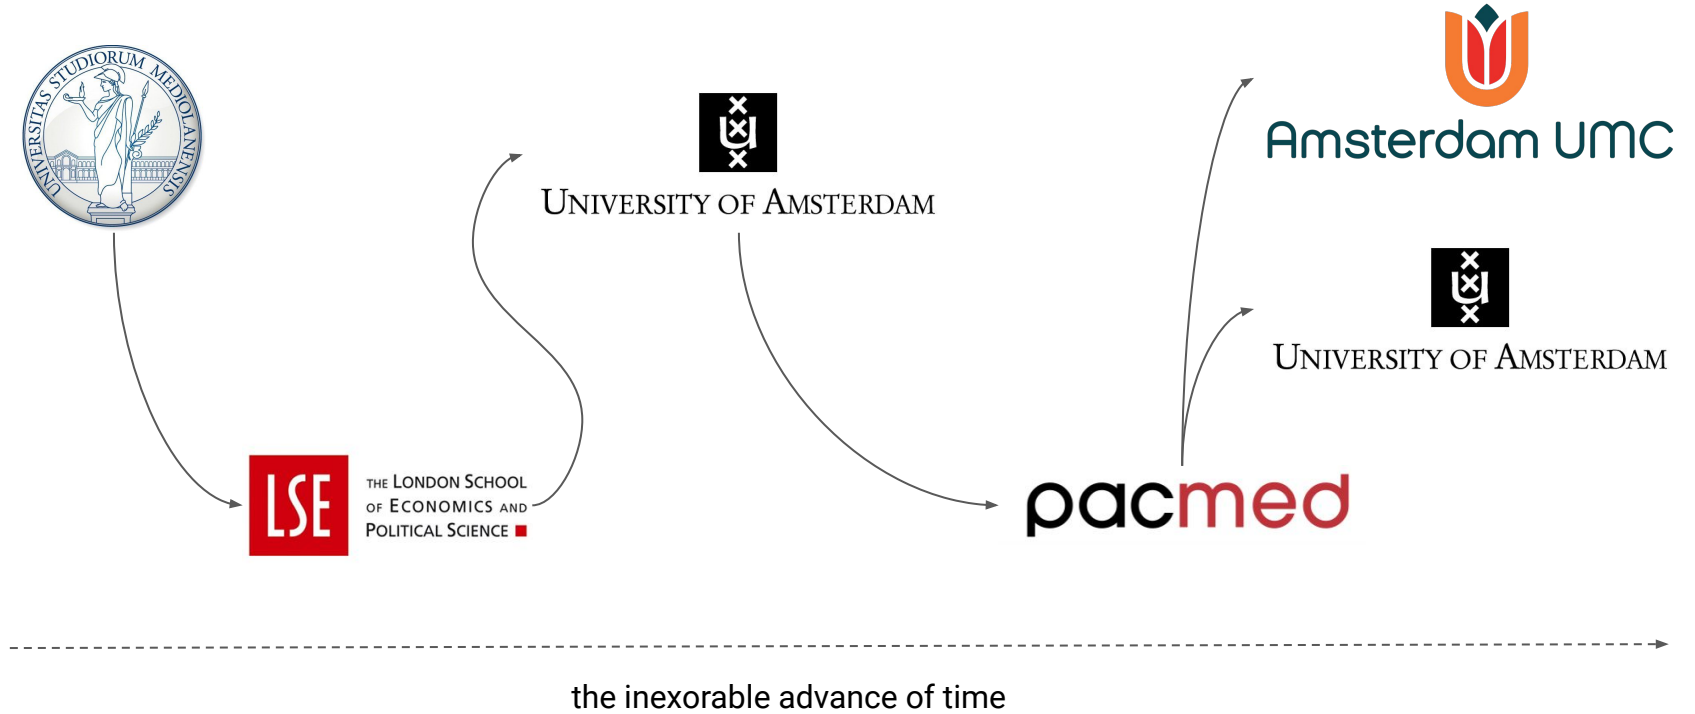 UNIVERSITAS STUDIORUM MEDIOLANENSIS
UNIVERSITY OF AMSTERDAM
Amsterdam UMC
UNIVERSITY OF AMSTERDAM
LSE
THE LONDON SCHOOL
OF ECONOMICS AND
POLITICAL SCIENCE
pacmed
the inexorable advance of time